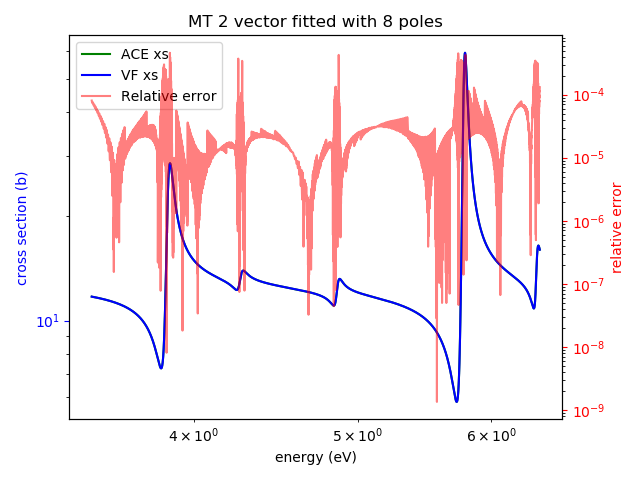 MT 2 vector fitted with 8 poles
ACE xs
VF xs
Relative error
cross section (b)
10¹
10⁻⁴
10⁻⁵
10⁻⁶
10⁻⁷
10⁻⁸
10⁻⁹
relative error
4 × 10⁰
5 × 10⁰
6 × 10⁰
energy (eV)